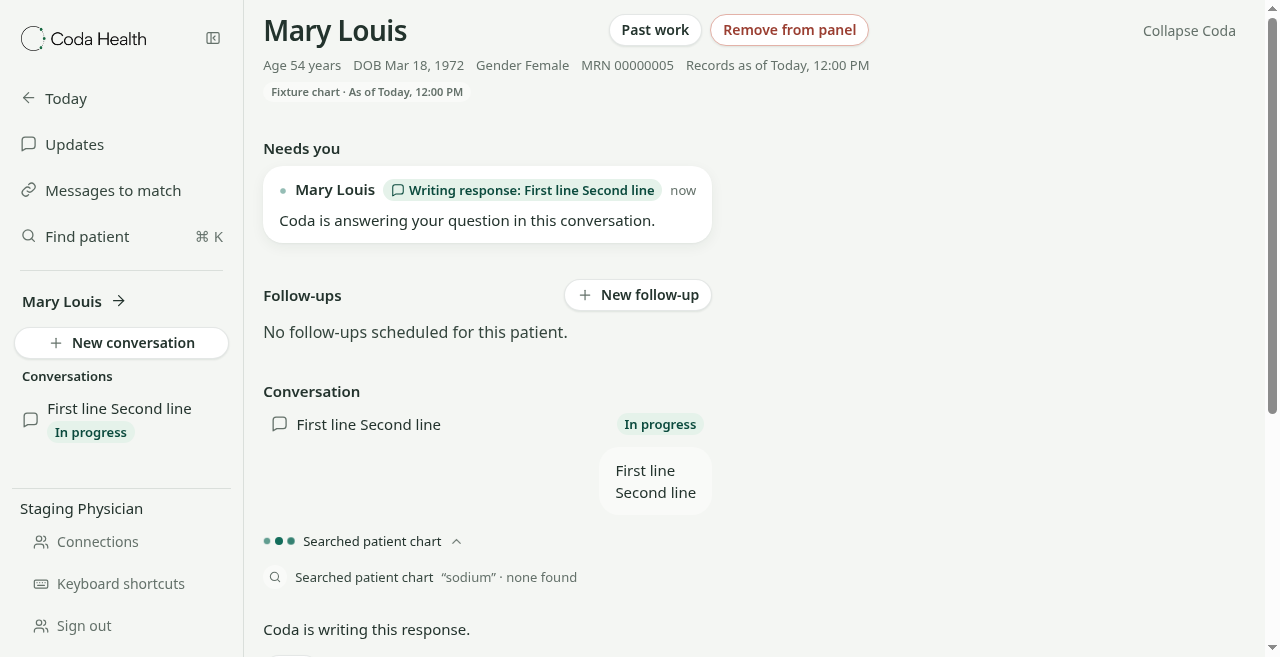 Coda Health
Today
Updates
Messages to match
Find patient ⌘ K
Mary Louis
New conversation
Conversations
First line Second line
In progress
Staging Physician
Connections
Keyboard shortcuts
Sign out
Mary Louis
Past work
Remove from panel
Collapse Coda
Age 54 years DOB Mar 18, 1972 Gender Female MRN 00000005 Records as of Today, 12:00 PM
Fixture chart · As of Today, 12:00 PM
Needs you
Mary Louis Writing response: First line Second line now
Coda is answering your question in this conversation.
Follow-ups
New follow-up
No follow-ups scheduled for this patient.
Conversation
First line Second line In progress
First line
Second line
Searched patient chart
Searched patient chart “sodium” · none found
Coda is writing this response.